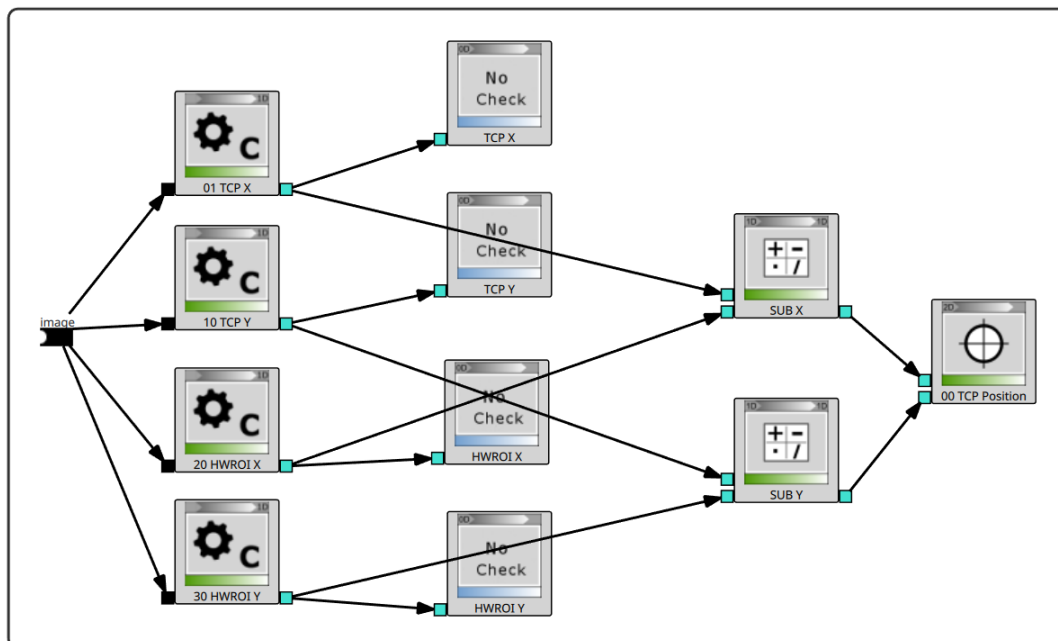 0D
No
Check
TCP X
1D
C
01 TCP X
0D
No
Check
TCP Y
1D
C
10 TCP Y
1D 1D
+ −
· /
SUB X
image
2D
00 TCP Position
0D
No
Check
HWROI X
1D
C
20 HWROI X
1D 1D
+ −
· /
SUB Y
1D
C
30 HWROI Y
0D
No
Check
HWROI Y